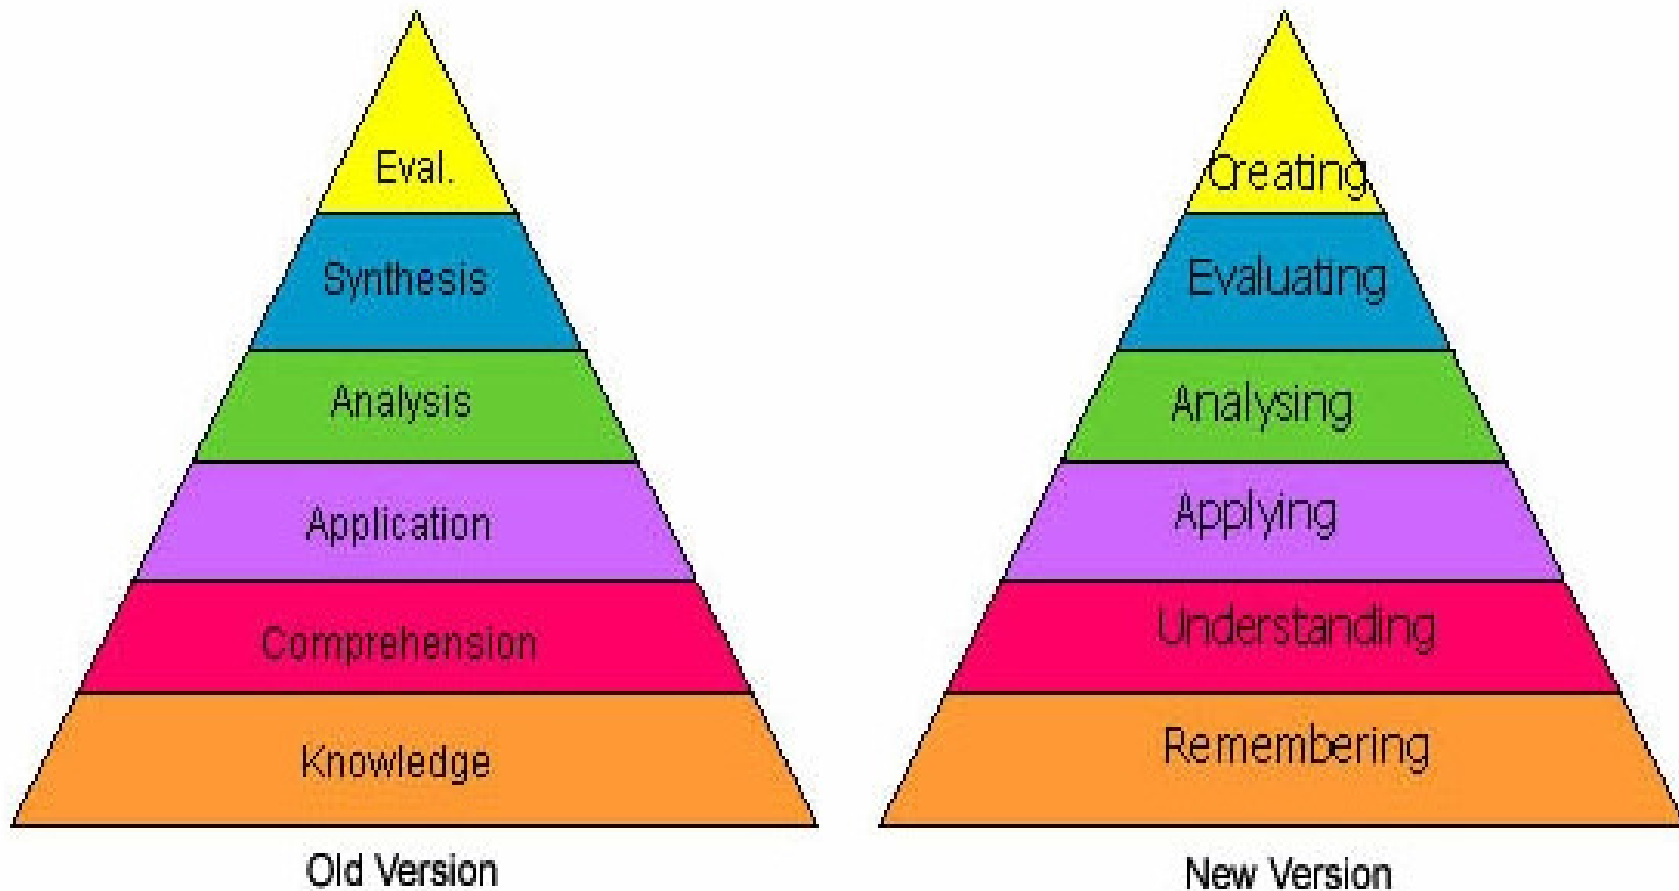 Eval.
Synthesis
Analysis
Application
Comprehension
Knowledge
Old Version
Creating
Evaluating
Analysing
Applying
Understanding
Remembering
New Version